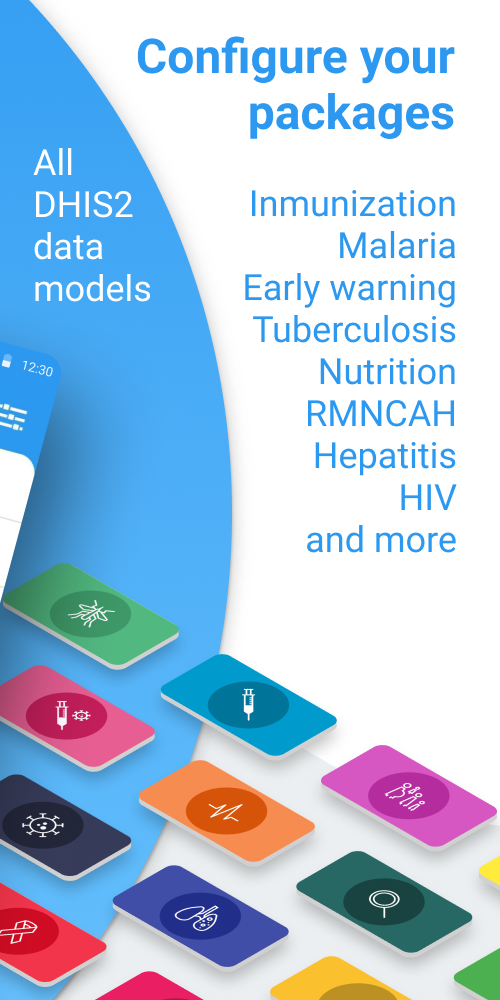 Configure your
packages
All
DHIS2
data
models
Inmunization
Malaria
Early warning
Tuberculosis
Nutrition
RMNCAH
Hepatitis
HIV
and more
12:30